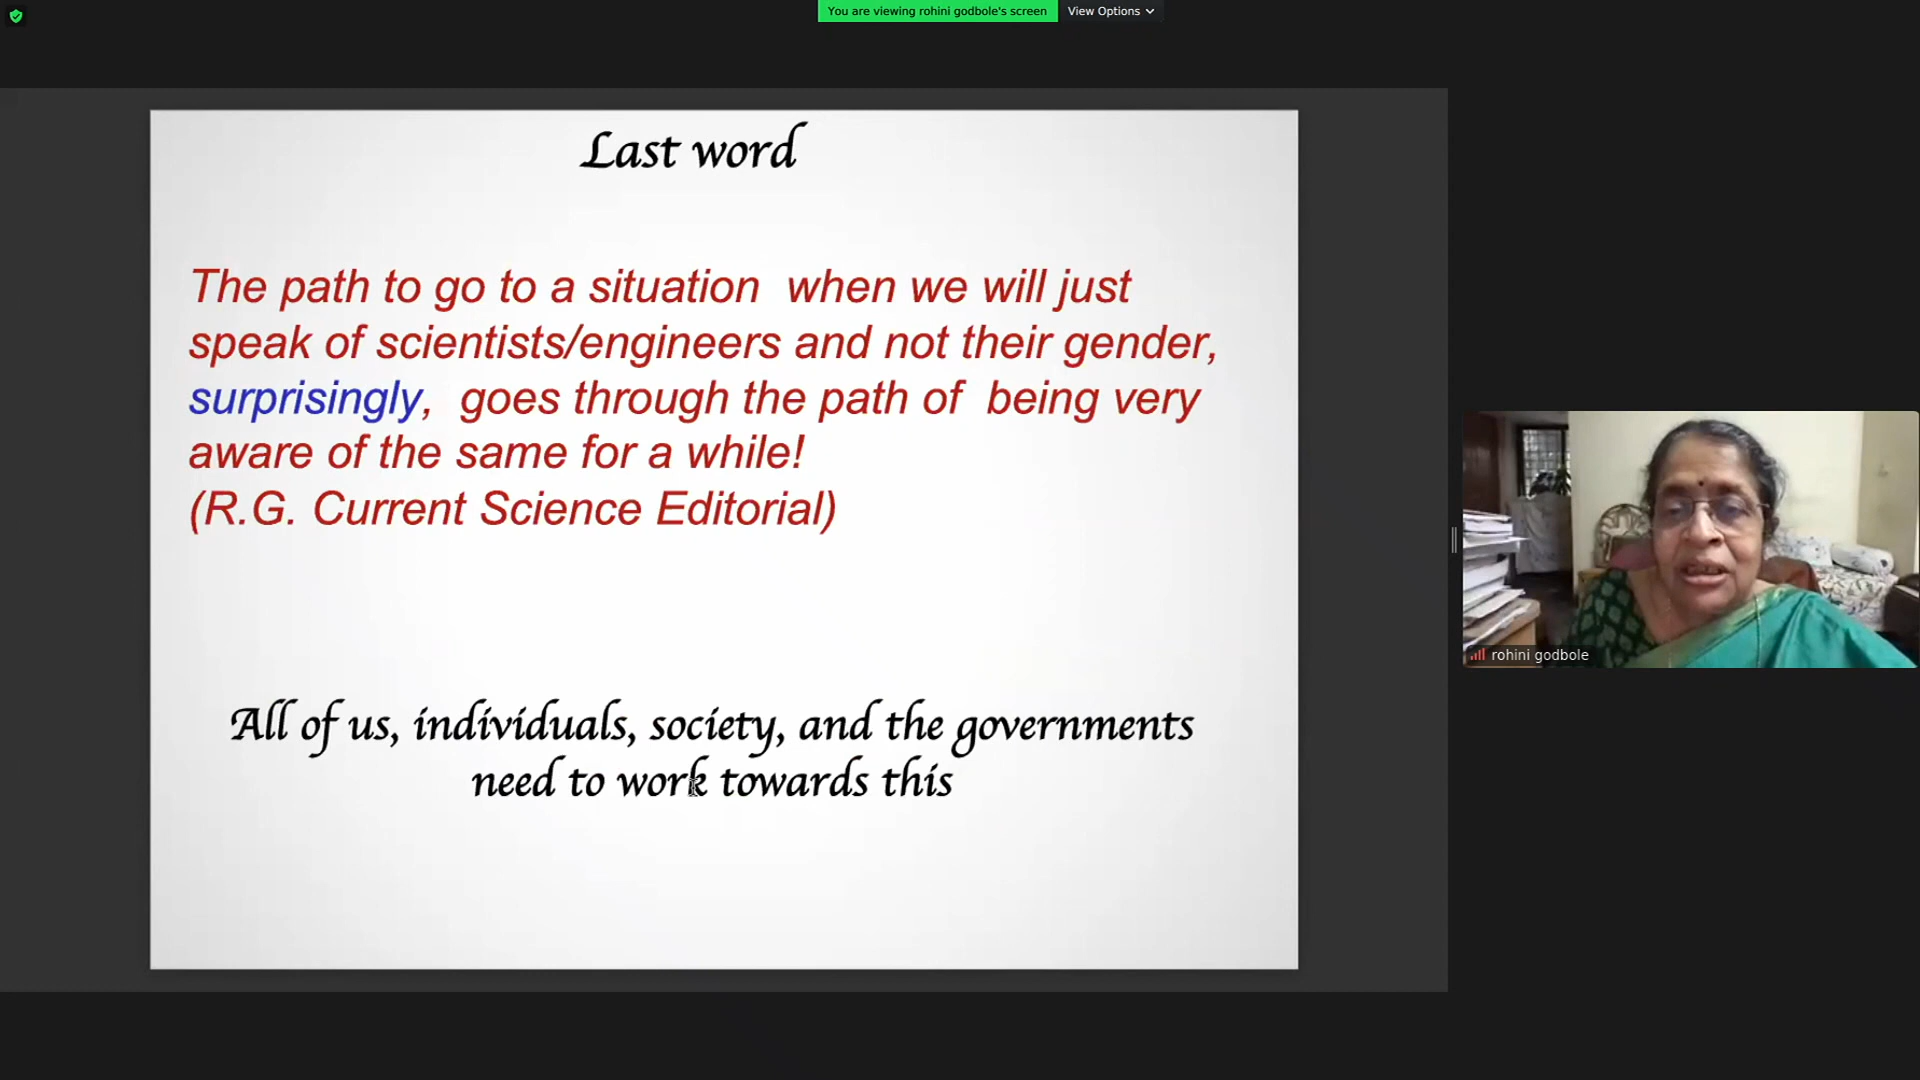 You are viewing rohini godbole's screen
View Options
Last word
The path to go to a situation when we will just
speak of scientists/engineers and not their gender,
surprisingly, goes through the path of being very
aware of the same for a while!
(R.G. Current Science Editorial)
All of us, individuals, society, and the governments
need to work towards this
rohini godbole